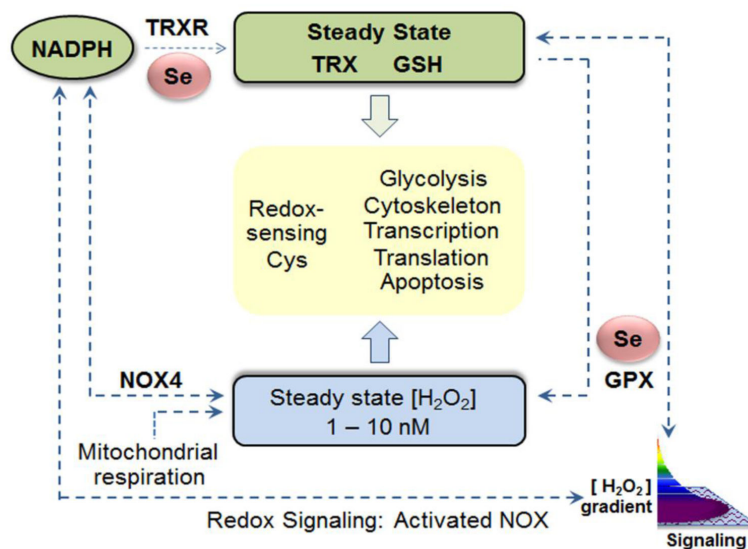 NADPH
TRXR
Se
Steady State
TRX GSH
Redox-
sensing
Cys
Glycolysis
Cytoskeleton
Transcription
Translation
Apoptosis
Se
GPX
NOX4
Steady state [H₂O₂]
1 – 10 nM
Mitochondrial
respiration
[ H₂O₂ ]
gradient
Redox Signaling: Activated NOX
Signaling